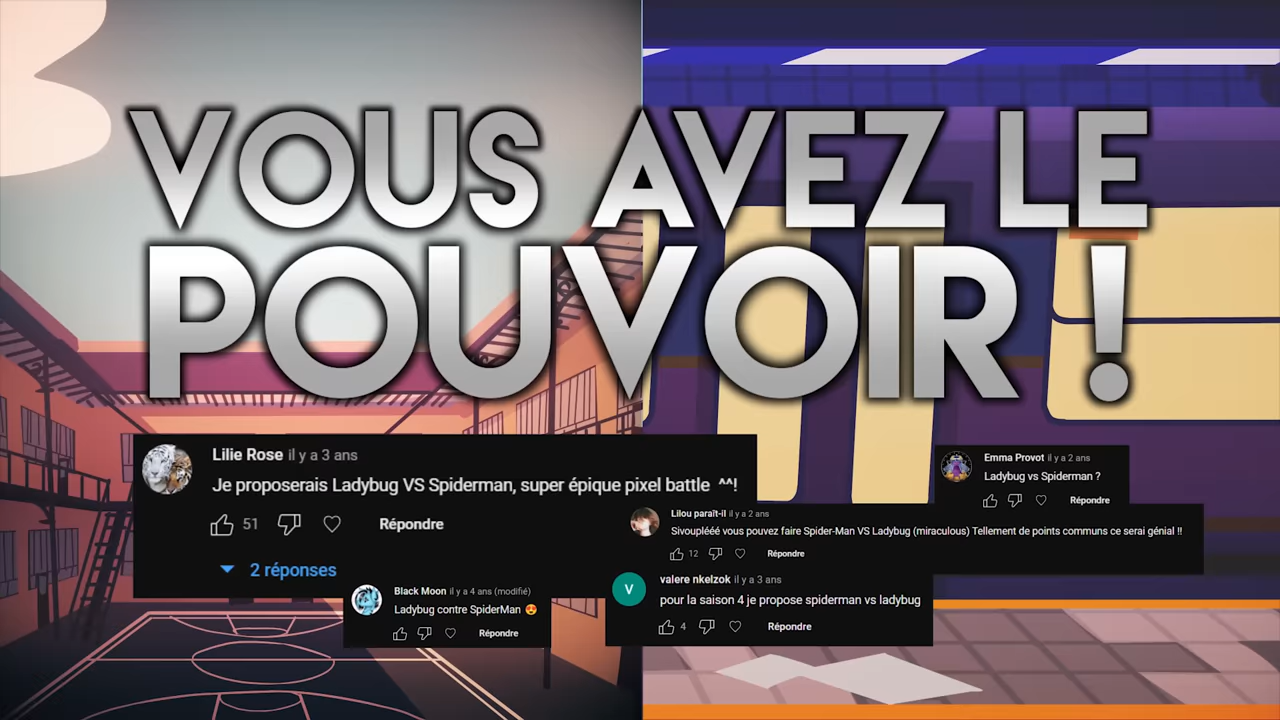 VOUS AVEZ LE
POUVOIR !
Lilie Rose il y a 3 ans
Je proposerais Ladybug VS Spiderman, super épique pixel battle ^^!
51 Répondre
2 réponses
Emma Provot il y a 2 ans
Ladybug vs Spiderman ?
Répondre
Lilou paraît-il il y a 2 ans
Sivouplééé vous pouvez faire Spider-Man VS Ladybug (miraculous) Tellement de points communs ce serai génial !!
12 Répondre
Black Moon il y a 4 ans (modifié)
Ladybug contre SpiderMan 😍
Répondre
V
valere nkelzok il y a 3 ans
pour la saison 4 je propose spiderman vs ladybug
4 Répondre